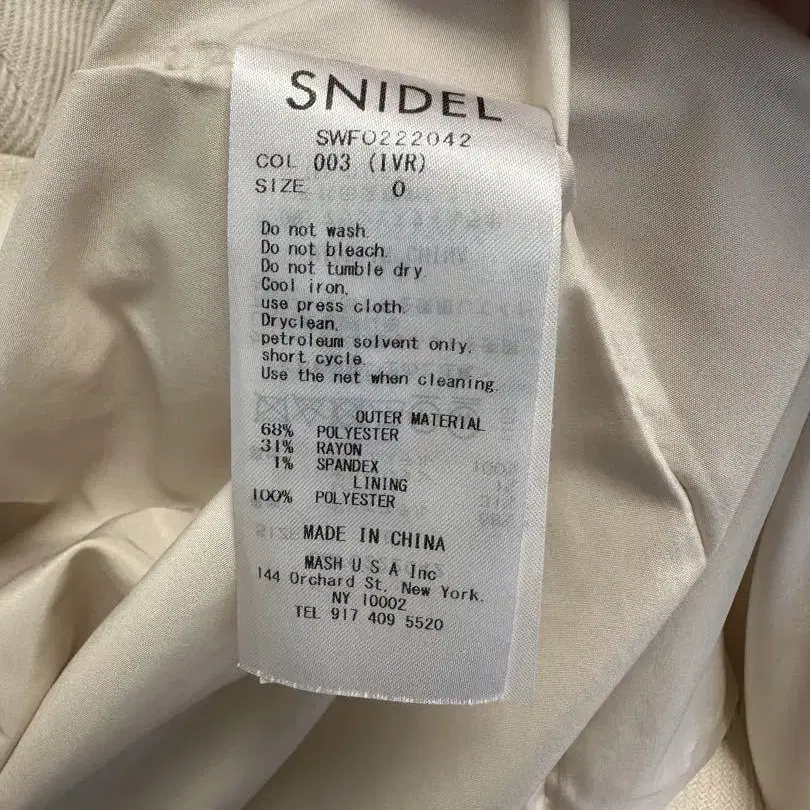 SNIDEL
SWFO222042
COL 003 (IVR)
SIZE 0
Do not wash.
Do not bleach.
Do not tumble dry.
Cool iron,
use press cloth.
Dryclean,
petroleum solvent only,
short cycle.
Use the net when cleaning.
OUTER MATERIAL
68% POLYESTER
31% RAYON
1% SPANDEX
LINING
100% POLYESTER
MADE IN CHINA
MASH U S A Inc
144 Orchard St, New York.
NY 10002
TEL 917 409 5520